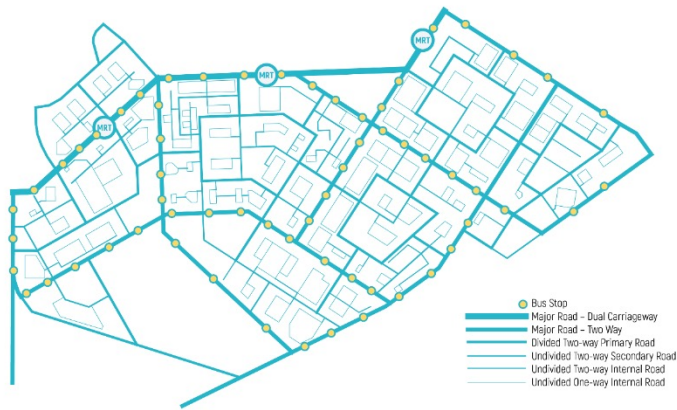 MRT
MRT
MRT
Bus Stop
Major Road – Dual Carriageway
Major Road – Two Way
Divided Two-way Primary Road
Undivided Two-way Secondary Road
Undivided Two-way Internal Road
Undivided One-way Internal Road